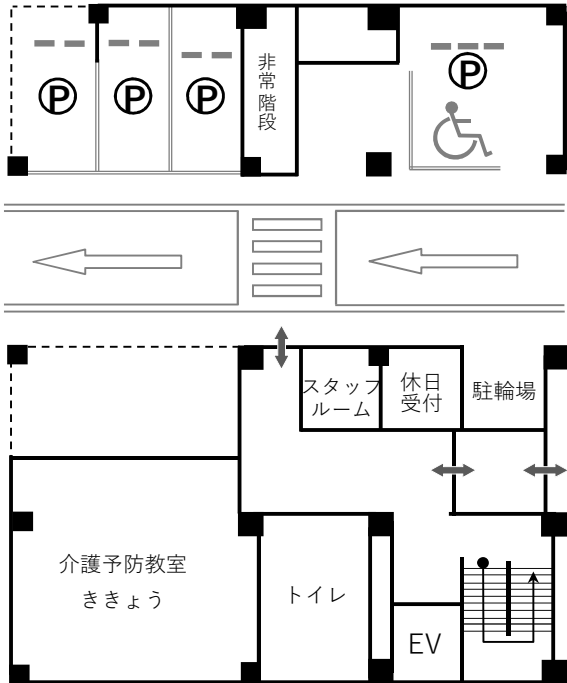 Ⓟ Ⓟ Ⓟ
非常階段
Ⓟ
スタッフ
ルーム
休日
受付
駐輪場
介護予防教室
ききょう
トイレ
EV